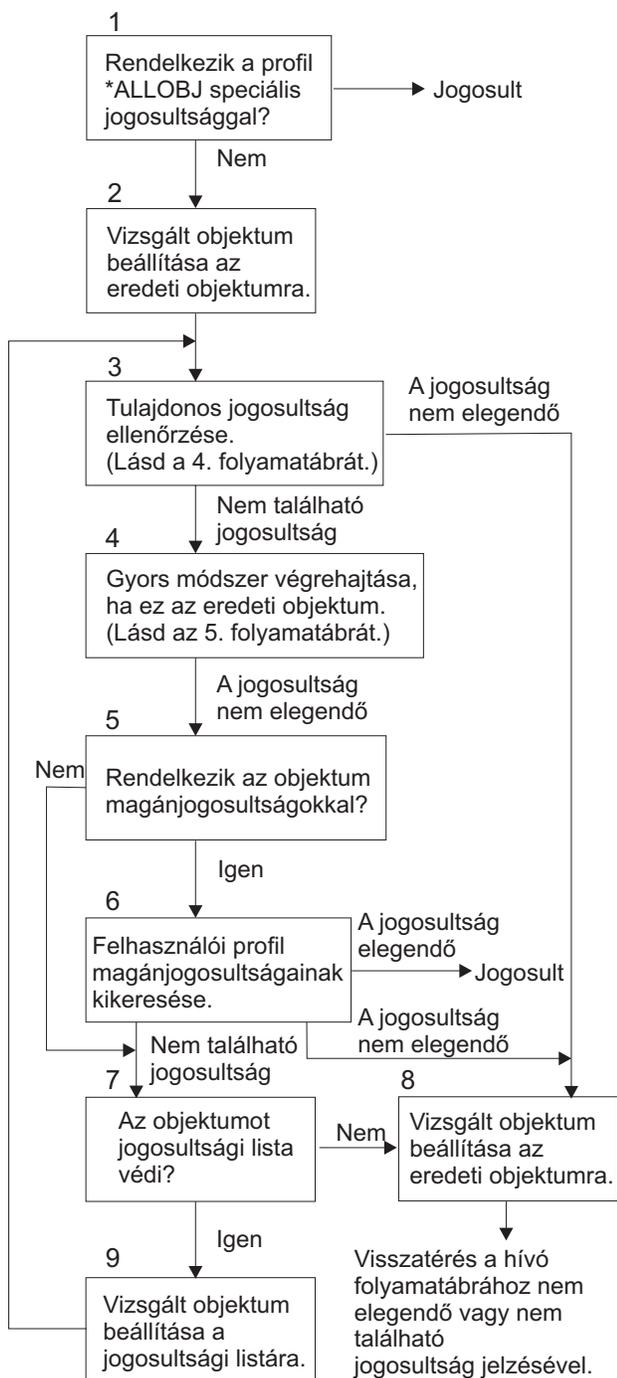 1
Rendelkezik a profil
*ALLOBJ speciális
jogosultsággal?
Jogosult
Nem
2
Vizsgált objektum
beállítása az
eredeti objektumra.
3
Tulajdonos jogosultság
ellenőrzése.
(Lásd a 4. folyamatábrát.)
A jogosultság
nem elegendő
Nem található
jogosultság
4
Gyors módszer végrehajtása,
ha ez az eredeti objektum.
(Lásd az 5. folyamatábrát.)
A jogosultság
nem elegendő
5
Nem
Rendelkezik az objektum
magánjogosultságokkal?
Igen
6
Felhasználói profil
magánjogosultságainak
kikeresése.
A jogosultság
elegendő
Jogosult
A jogosultság
nem elegendő
Nem található
jogosultság
7
Az objektumot
jogosultsági lista
védi?
Nem
8
Vizsgált objektum
beállítása az
eredeti objektumra.
Igen
9
Vizsgált objektum
beállítása a
jogosultsági listára.
Visszatérés a hívó
folyamatábrához nem
elegendő vagy nem
található
jogosultság jelzésével.